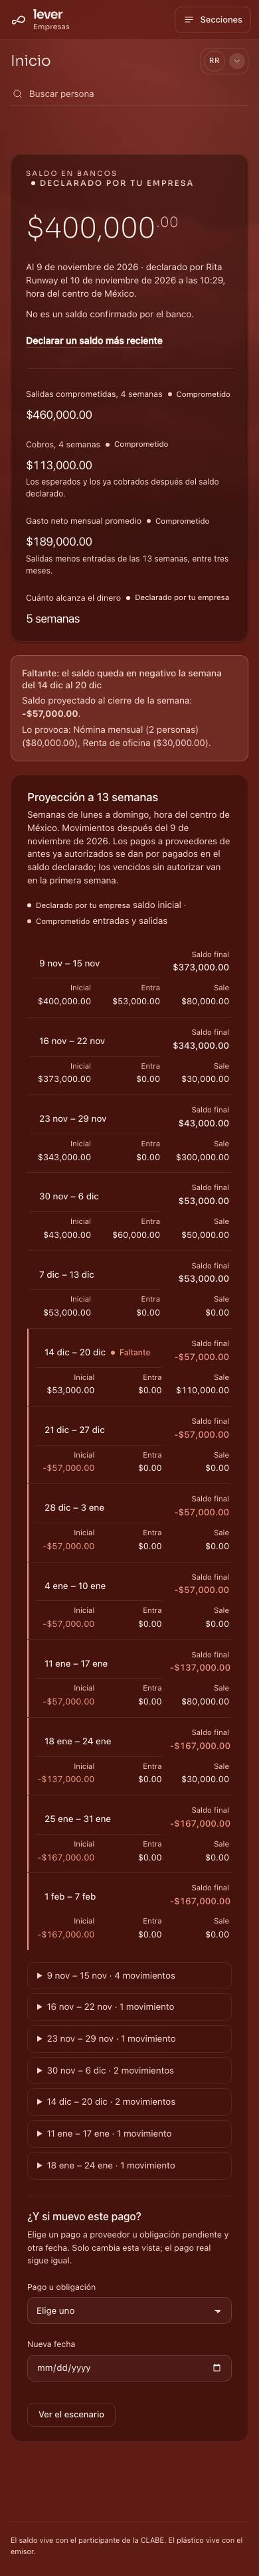 lever
Empresas
Secciones
Inicio
RR
Buscar persona
SALDO EN BANCOS
DECLARADO POR TU EMPRESA
$400,000.00
Al 9 de noviembre de 2026 · declarado por Rita
Runway el 10 de noviembre de 2026 a las 10:29,
hora del centro de México.
No es un saldo confirmado por el banco.
Declarar un saldo más reciente
Salidas comprometidas, 4 semanas Comprometido
$460,000.00
Cobros, 4 semanas Comprometido
$113,000.00
Los esperados y los ya cobrados después del saldo
declarado.
Gasto neto mensual promedio Comprometido
$189,000.00
Salidas menos entradas de las 13 semanas, entre tres
meses.
Cuánto alcanza el dinero Declarado por tu empresa
5 semanas
Faltante: el saldo queda en negativo la semana
del 14 dic al 20 dic
Saldo proyectado al cierre de la semana:
-$57,000.00.
Lo provoca: Nómina mensual (2 personas)
($80,000.00), Renta de oficina ($30,000.00).
Proyección a 13 semanas
Semanas de lunes a domingo, hora del centro de
México. Movimientos después del 9 de
noviembre de 2026. Los pagos a proveedores de
antes ya autorizados se dan por pagados en el
saldo declarado; los vencidos sin autorizar van
en la primera semana.
Declarado por tu empresa saldo inicial ·
Comprometido entradas y salidas
9 nov – 15 nov
Saldo final
$373,000.00
Inicial Entra Sale
$400,000.00 $53,000.00 $80,000.00
16 nov – 22 nov
Saldo final
$343,000.00
Inicial Entra Sale
$373,000.00 $0.00 $30,000.00
23 nov – 29 nov
Saldo final
$43,000.00
Inicial Entra Sale
$343,000.00 $0.00 $300,000.00
30 nov – 6 dic
Saldo final
$53,000.00
Inicial Entra Sale
$43,000.00 $60,000.00 $50,000.00
7 dic – 13 dic
Saldo final
$53,000.00
Inicial Entra Sale
$53,000.00 $0.00 $0.00
14 dic – 20 dic Faltante
Saldo final
-$57,000.00
Inicial Entra Sale
$53,000.00 $0.00 $110,000.00
21 dic – 27 dic
Saldo final
-$57,000.00
Inicial Entra Sale
-$57,000.00 $0.00 $0.00
28 dic – 3 ene
Saldo final
-$57,000.00
Inicial Entra Sale
-$57,000.00 $0.00 $0.00
4 ene – 10 ene
Saldo final
-$57,000.00
Inicial Entra Sale
-$57,000.00 $0.00 $0.00
11 ene – 17 ene
Saldo final
-$137,000.00
Inicial Entra Sale
-$57,000.00 $0.00 $80,000.00
18 ene – 24 ene
Saldo final
-$167,000.00
Inicial Entra Sale
-$137,000.00 $0.00 $30,000.00
25 ene – 31 ene
Saldo final
-$167,000.00
Inicial Entra Sale
-$167,000.00 $0.00 $0.00
1 feb – 7 feb
Saldo final
-$167,000.00
Inicial Entra Sale
-$167,000.00 $0.00 $0.00
9 nov – 15 nov · 4 movimientos
16 nov – 22 nov · 1 movimiento
23 nov – 29 nov · 1 movimiento
30 nov – 6 dic · 2 movimientos
14 dic – 20 dic · 2 movimientos
11 ene – 17 ene · 1 movimiento
18 ene – 24 ene · 1 movimiento
¿Y si muevo este pago?
Elige un pago a proveedor u obligación pendiente y
otra fecha. Solo cambia esta vista; el pago real
sigue igual.
Pago u obligación
Elige uno
Nueva fecha
mm/dd/yyyy
Ver el escenario
El saldo vive con el participante de la CLABE. El plástico vive con el
emisor.